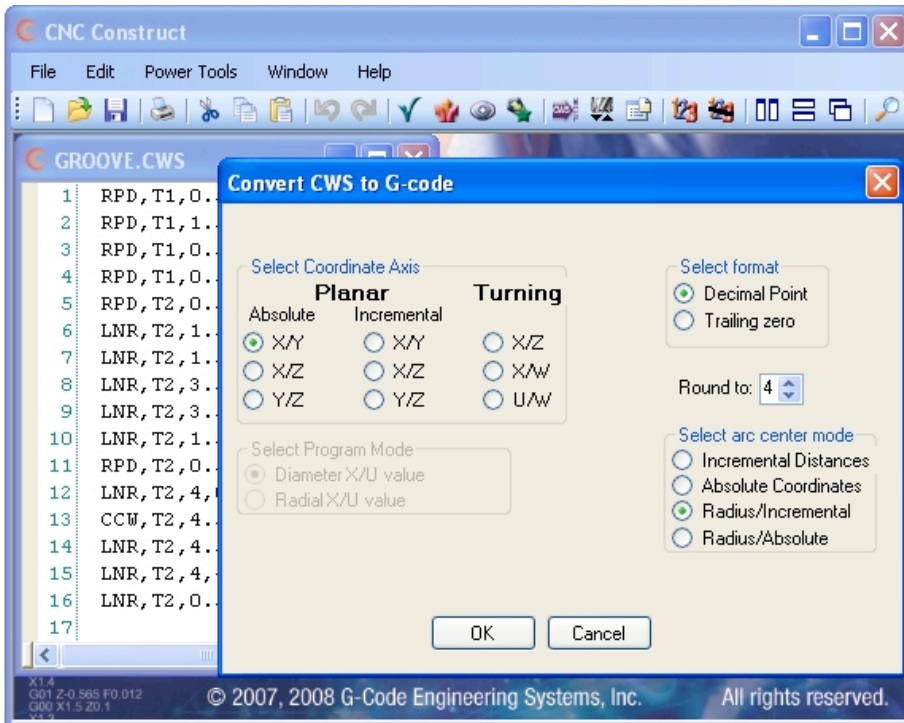 CNC Construct
File Edit Power Tools Window Help
GROOVE.CWS
1 RPD,T1,0..
2 RPD,T1,1..
3 RPD,T1,0..
4 RPD,T1,0..
5 RPD,T2,0..
6 LNR,T2,1..
7 LNR,T2,1..
8 LNR,T2,3..
9 LNR,T2,3..
10 LNR,T2,1..
11 RPD,T2,0..
12 LNR,T2,4,
13 CCW,T2,4..
14 LNR,T2,4..
15 LNR,T2,4,
16 LNR,T2,0..
17
Convert CWS to G-code
Select Coordinate Axis
Planar Turning
Absolute Incremental
X/Y X/Y X/Z
X/Z X/Z X/W
Y/Z Y/Z U/W
Select Program Mode
Diameter X/U value
Radial X/U value
Select format
Decimal Point
Trailing zero
Round to: 4
Select arc center mode
Incremental Distances
Absolute Coordinates
Radius/Incremental
Radius/Absolute
OK Cancel
X1.4
G01 Z-0.565 F0.012
G00 X1.5 Z0.1
© 2007, 2008 G-Code Engineering Systems, Inc. All rights reserved.